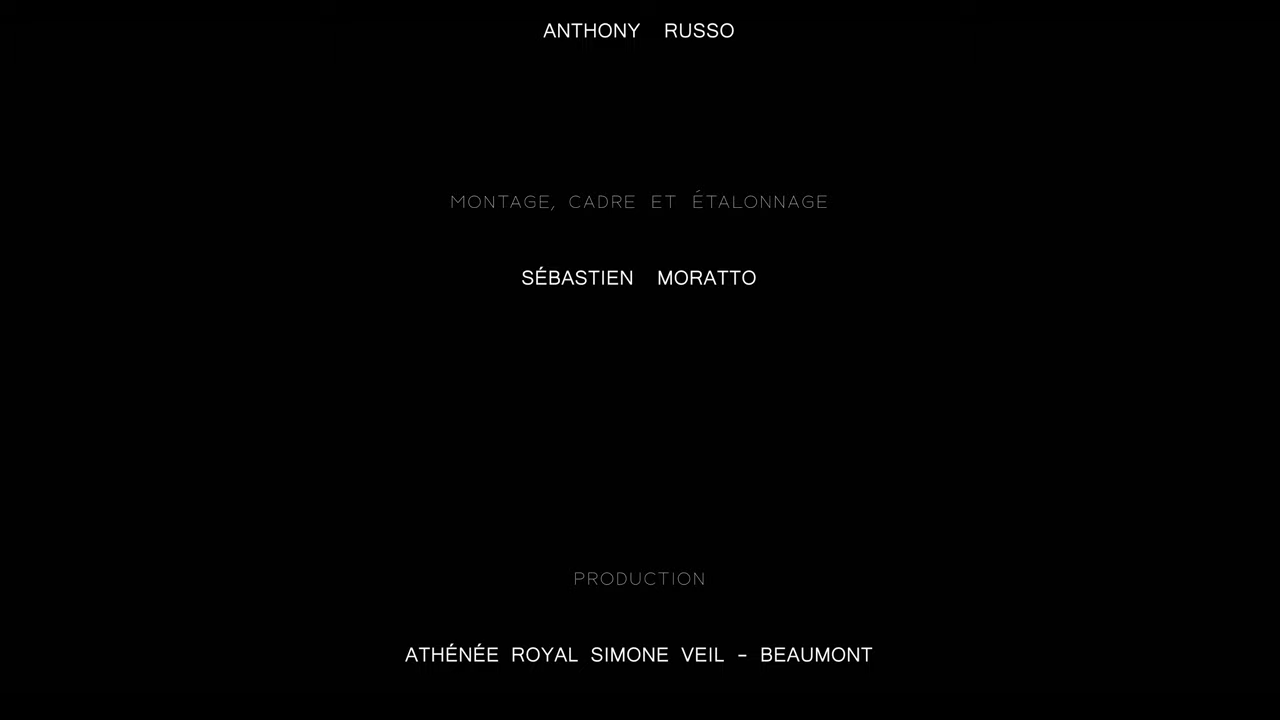 ANTHONY RUSSO
MONTAGE, CADRE ET ÉTALONNAGE
SÉBASTIEN MORATTO
PRODUCTION
ATHÉNÉE ROYAL SIMONE VEIL - BEAUMONT